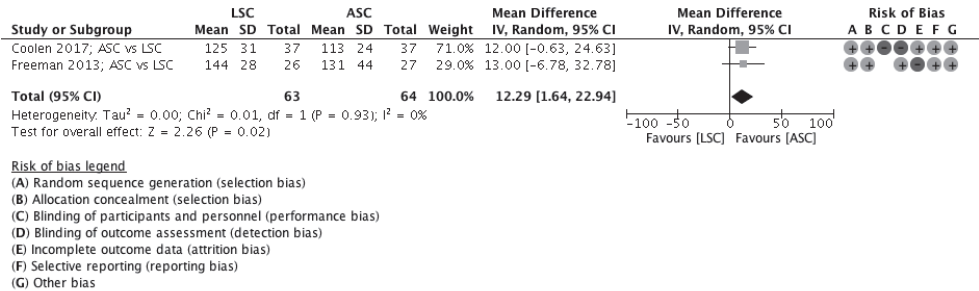 LSC ASC Mean Difference Mean Difference Risk of Bias
Study or Subgroup Mean SD Total Mean SD Total Weight IV, Random, 95% CI IV, Random, 95% CI A B C D E F G
Coolen 2017; ASC vs LSC 125 31 37 113 24 37 71.0% 12.00 [-0.63, 24.63] + + - - + + +
Freeman 2013; ASC vs LSC 144 28 26 131 44 27 29.0% 13.00 [-6.78, 32.78] + + + - + +
Total (95% CI) 63 64 100.0% 12.29 [1.64, 22.94]
Heterogeneity: Tau² = 0.00; Chi² = 0.01, df = 1 (P = 0.93); I² = 0%
Test for overall effect: Z = 2.26 (P = 0.02)
-100 -50 0 50 100
Favours [LSC] Favours [ASC]
Risk of bias legend
(A) Random sequence generation (selection bias)
(B) Allocation concealment (selection bias)
(C) Blinding of participants and personnel (performance bias)
(D) Blinding of outcome assessment (detection bias)
(E) Incomplete outcome data (attrition bias)
(F) Selective reporting (reporting bias)
(G) Other bias